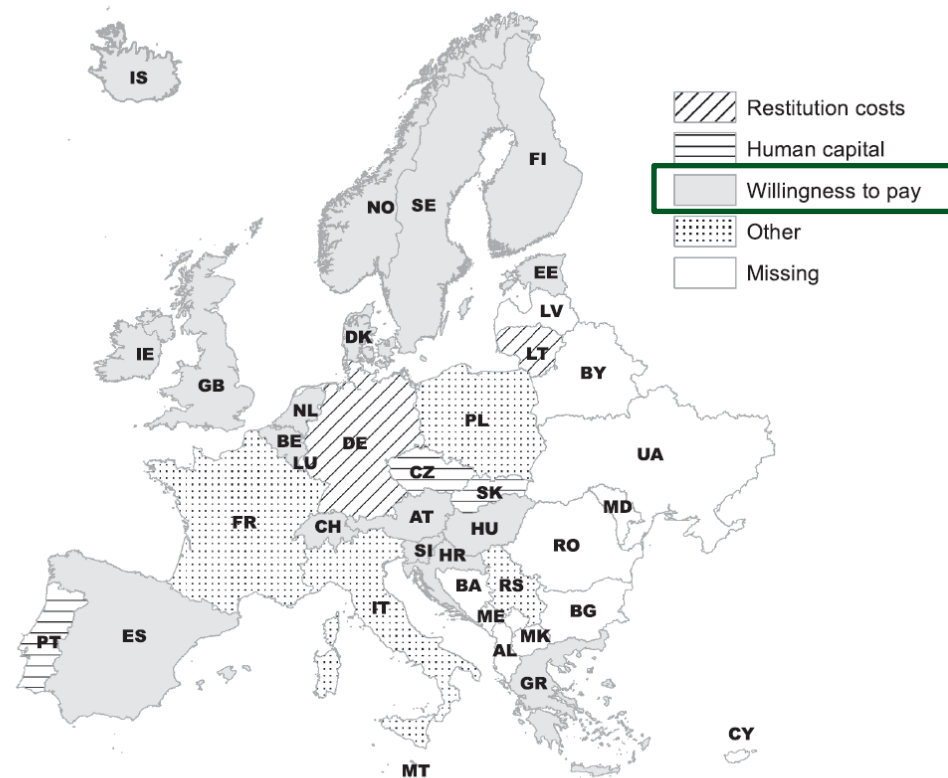 IS
Restitution costs
Human capital
Willingness to pay
Other
Missing
FI
NO
SE
EE
LV
LT
DK
IE
BY
GB
NL
PL
BE
DE
LU
UA
CZ
SK
MD
FR
CH
AT
HU
RO
SI
HR
BA
RS
IT
BG
ME
MK
PT
ES
AL
GR
CY
MT